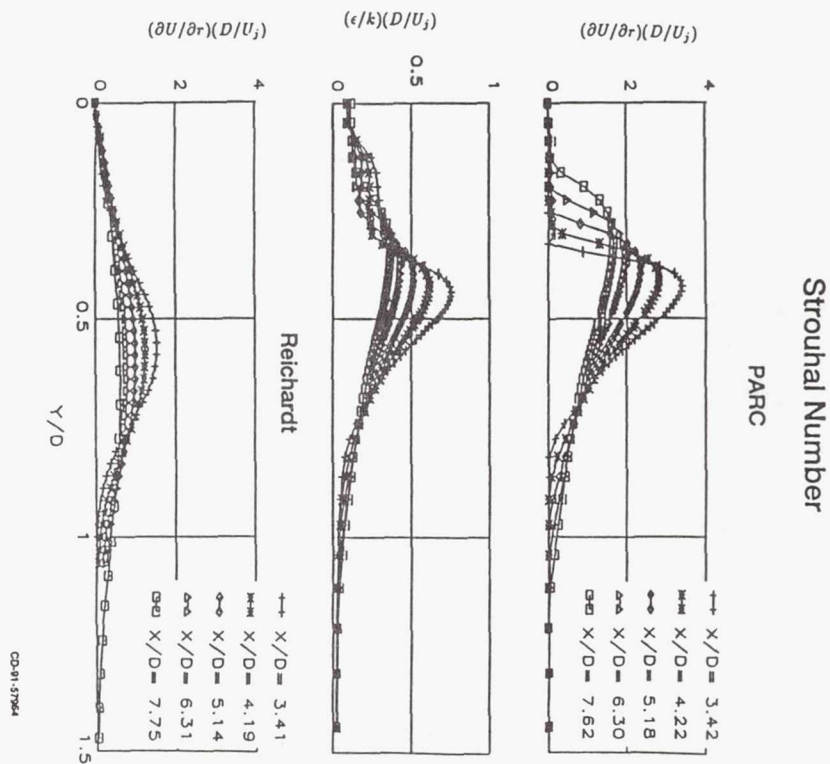 Strouhal Number
PARC
(∂U/∂r)(D/U_j)
4
2
0
X/D= 3.42
X/D= 4.22
X/D= 5.18
X/D= 6.30
X/D= 7.62
(ϵ/k)(D/U_j)
1
0.5
0
Reichardt
(∂U/∂r)(D/U_j)
4
2
0
X/D= 3.41
X/D= 4.19
X/D= 5.14
X/D= 6.31
X/D= 7.75
0
0.5
1
1.5
Y/D
CD-91-57964